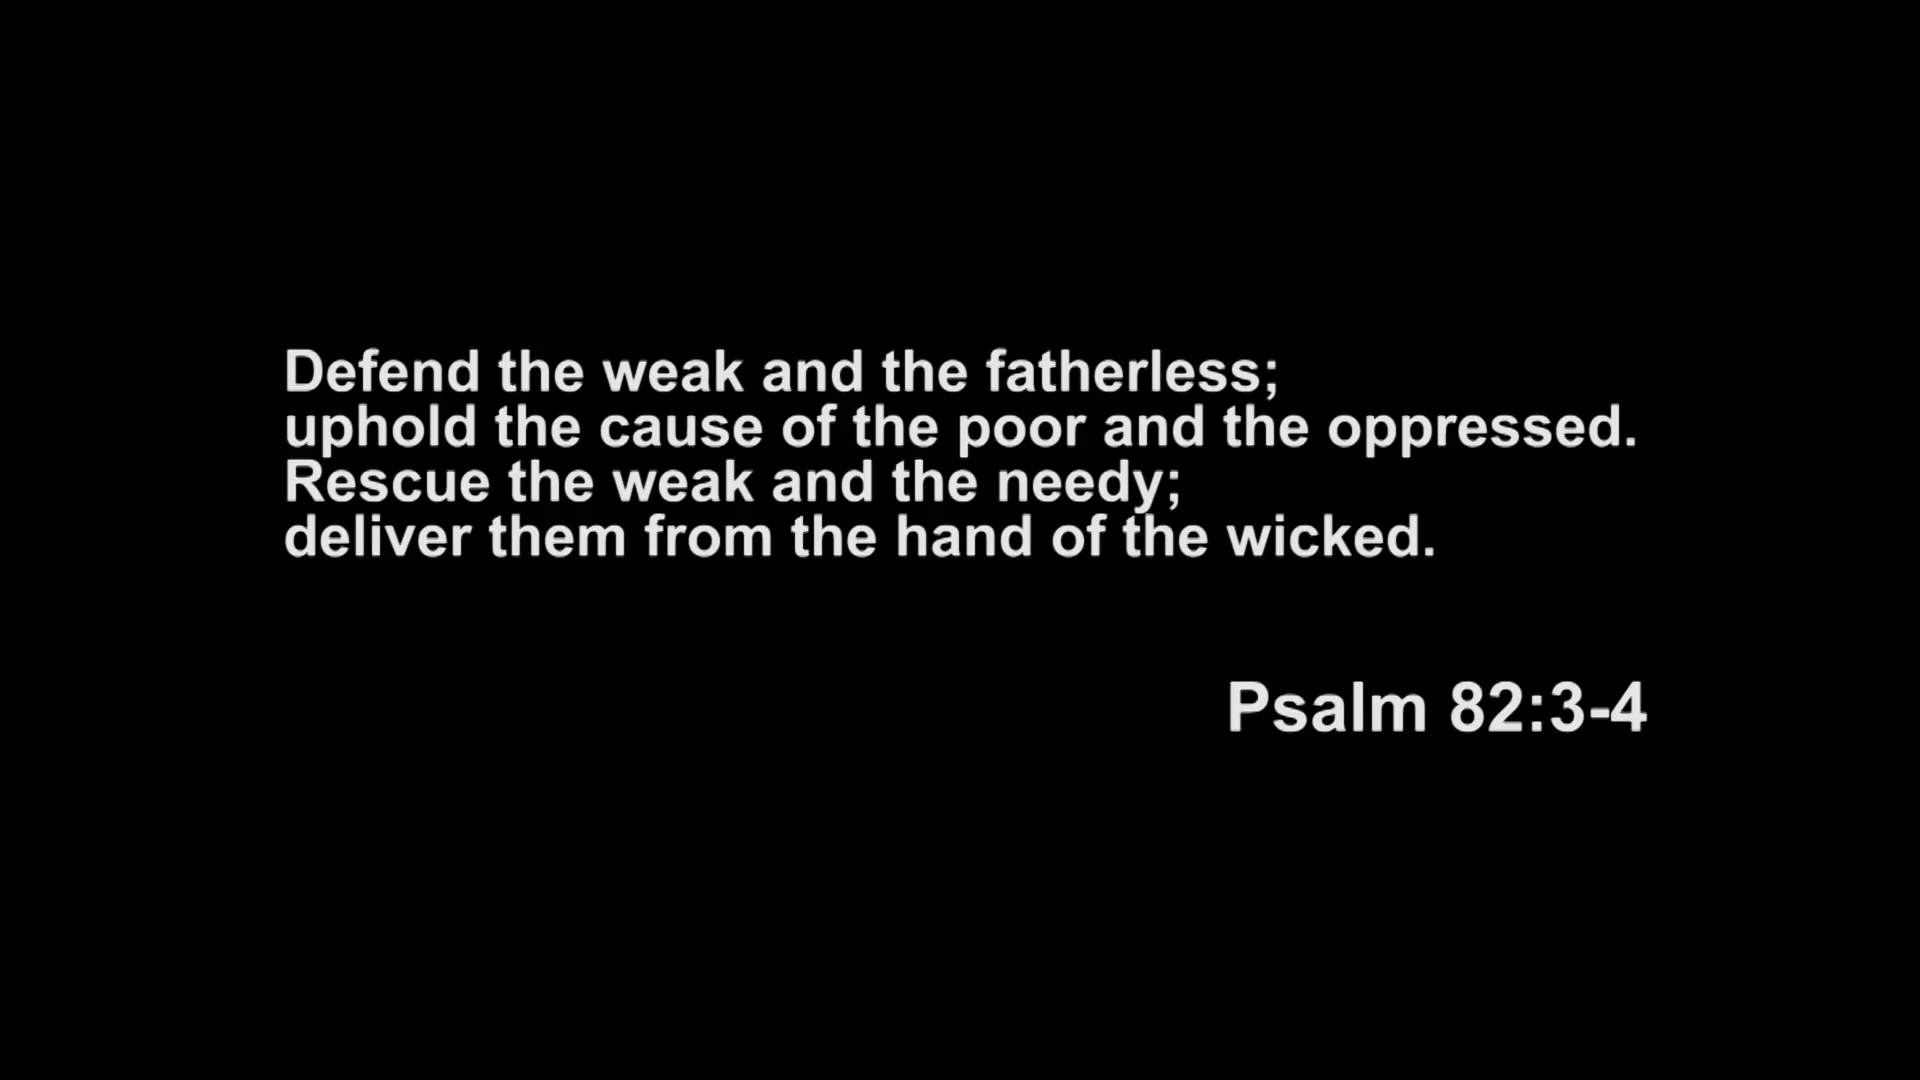 Defend the weak and the fatherless;
uphold the cause of the poor and the oppressed.
Rescue the weak and the needy;
deliver them from the hand of the wicked.
Psalm 82:3-4